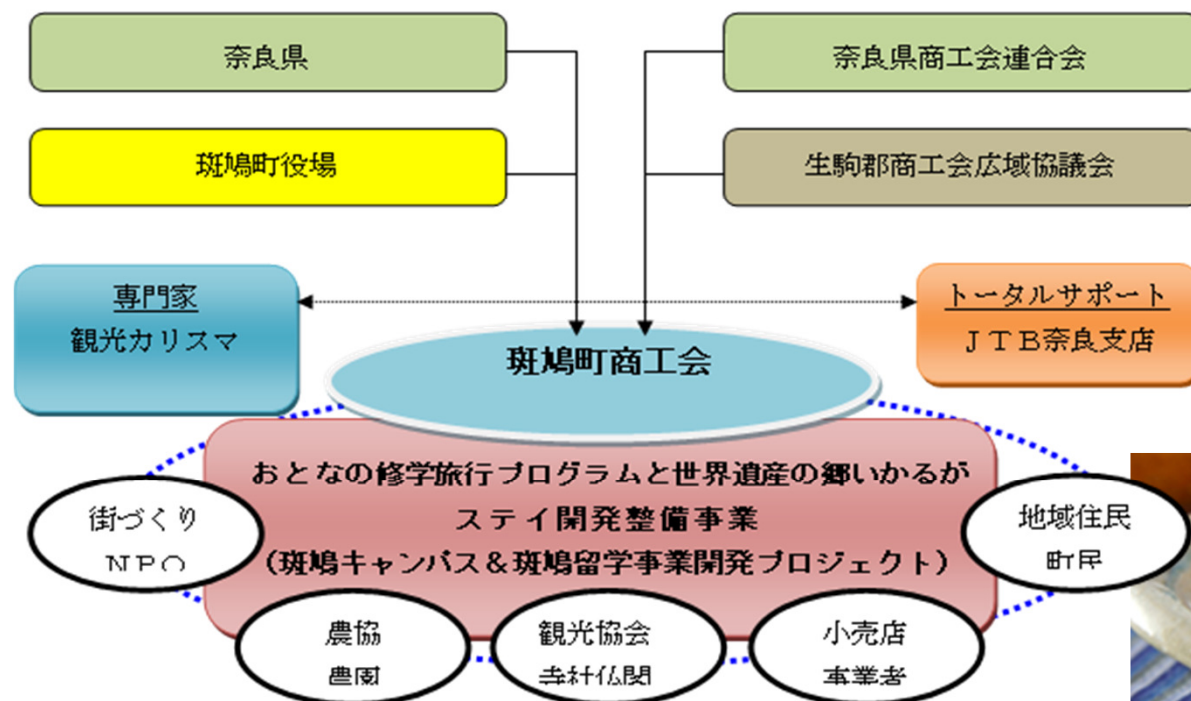 奈良県
奈良県商工会連合会
斑鳩町役場
生駒郡商工会広域協議会
専門家
観光カリスマ
トータルサポート
ＪＴＢ奈良支店
斑鳩町商工会
おとなの修学旅行プログラムと世界遺産の郷いかるが
ステイ開発整備事業
（斑鳩キャンパス＆斑鳩留学事業開発プロジェクト）
街づくり
ＮＰＯ
地域住民
町民
農協
農園
観光協会
寺社仏閣
小売店
事業者